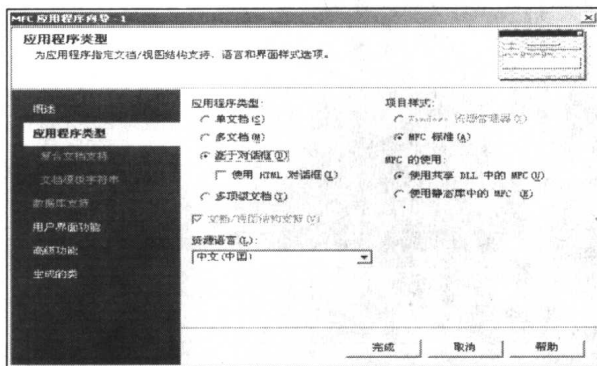 MFC 应用程序向导 - 1
应用程序类型
为应用程序指定文档/视图结构支持、语言和界面样式选项。
概述
应用程序类型
复合文档支持
文档模板字符串
数据库支持
用户界面功能
高级功能
生成的类
应用程序类型:
单文档(S)
多文档(M)
基于对话框(D)
使用 HTML 对话框(L)
多顶级文档(T)
文档/视图结构支持(V)
资源语言(L):
中文(中国)
项目样式:
Windows 资源管理器(X)
MFC 标准(A)
MFC 的使用:
使用共享 DLL 中的 MFC(U)
使用静态库中的 MFC
完成
取消
帮助